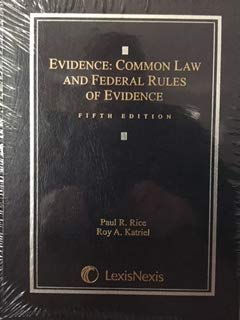 EVIDENCE: COMMON LAW
AND FEDERAL RULES
OF EVIDENCE
FIFTH EDITION
Paul R. Rice
Roy A. Katriel
LexisNexis